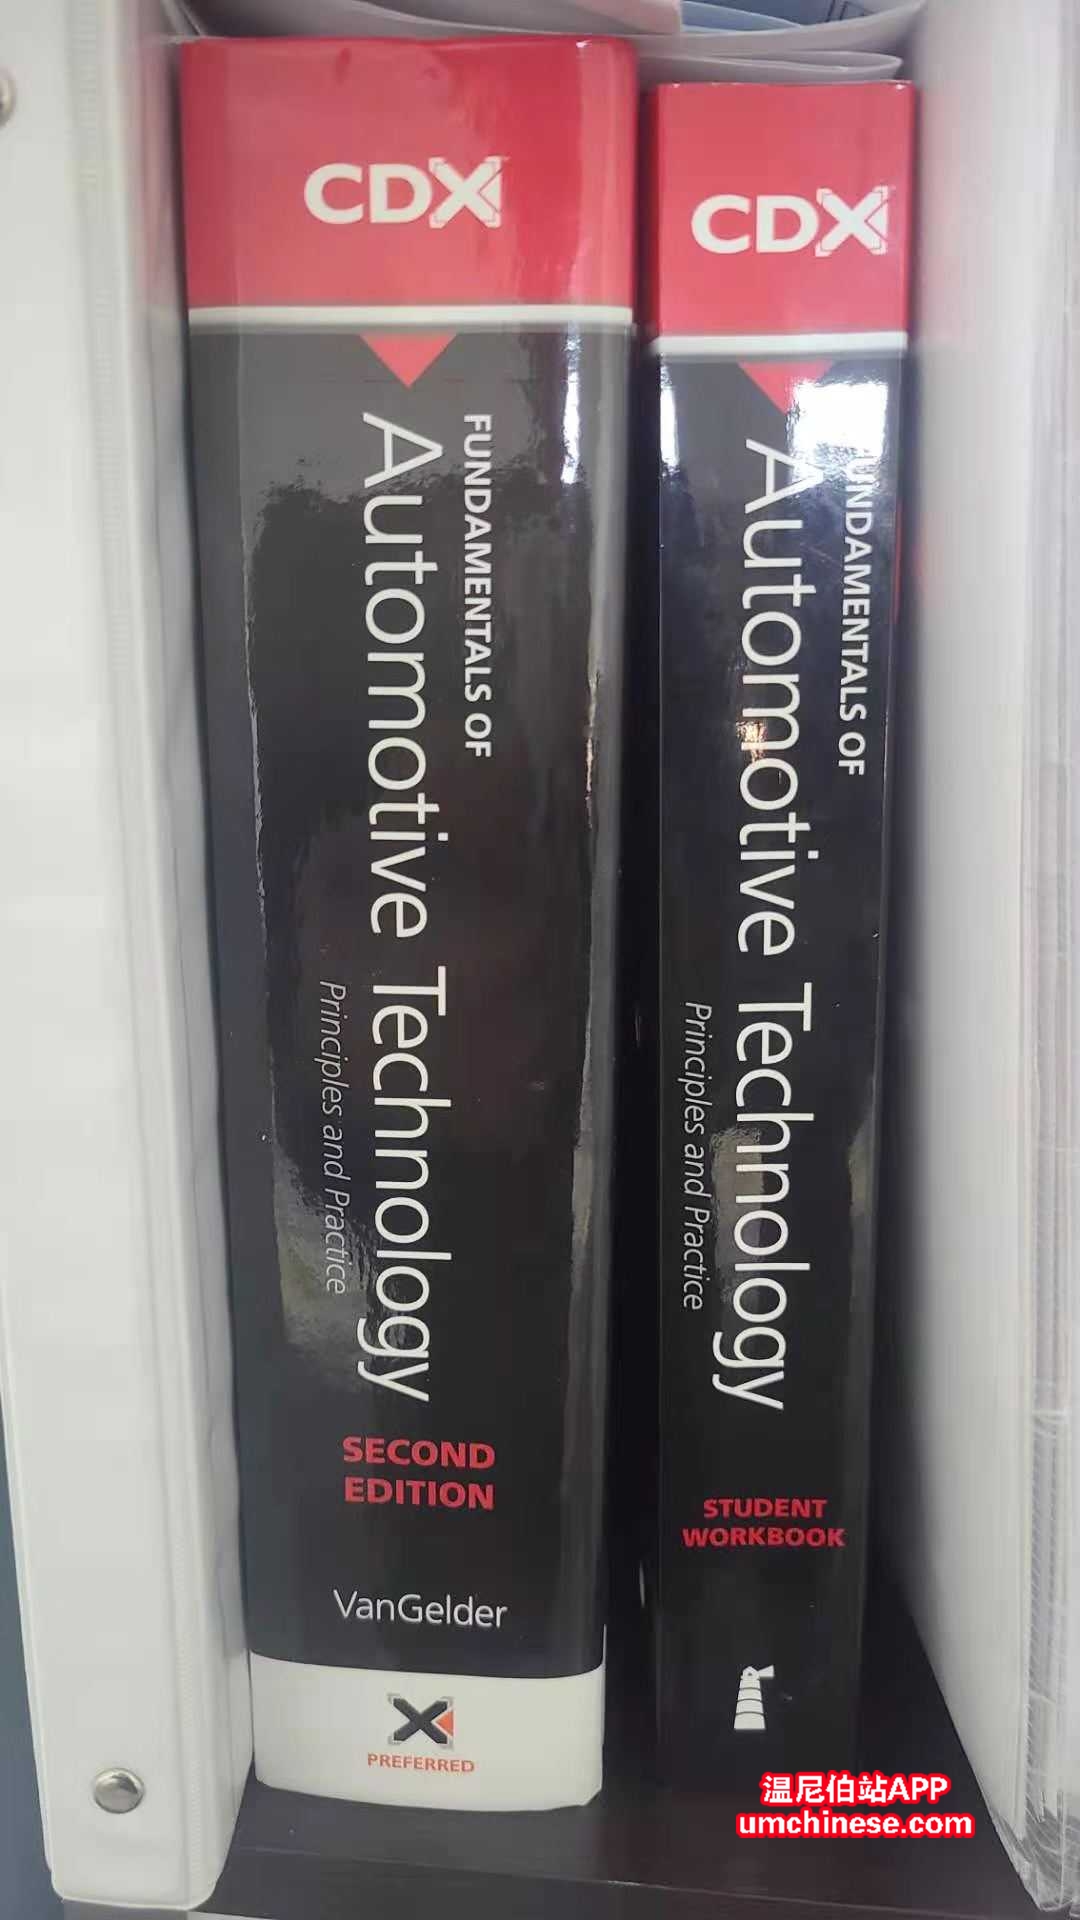 CDX
FUNDAMENTALS OF
Automotive Technology
Principles and Practice
SECOND
EDITION
VanGelder
X
PREFERRED
CDX
FUNDAMENTALS OF
Automotive Technology
Principles and Practice
STUDENT
WORKBOOK
温尼伯站APP
umchinese.com